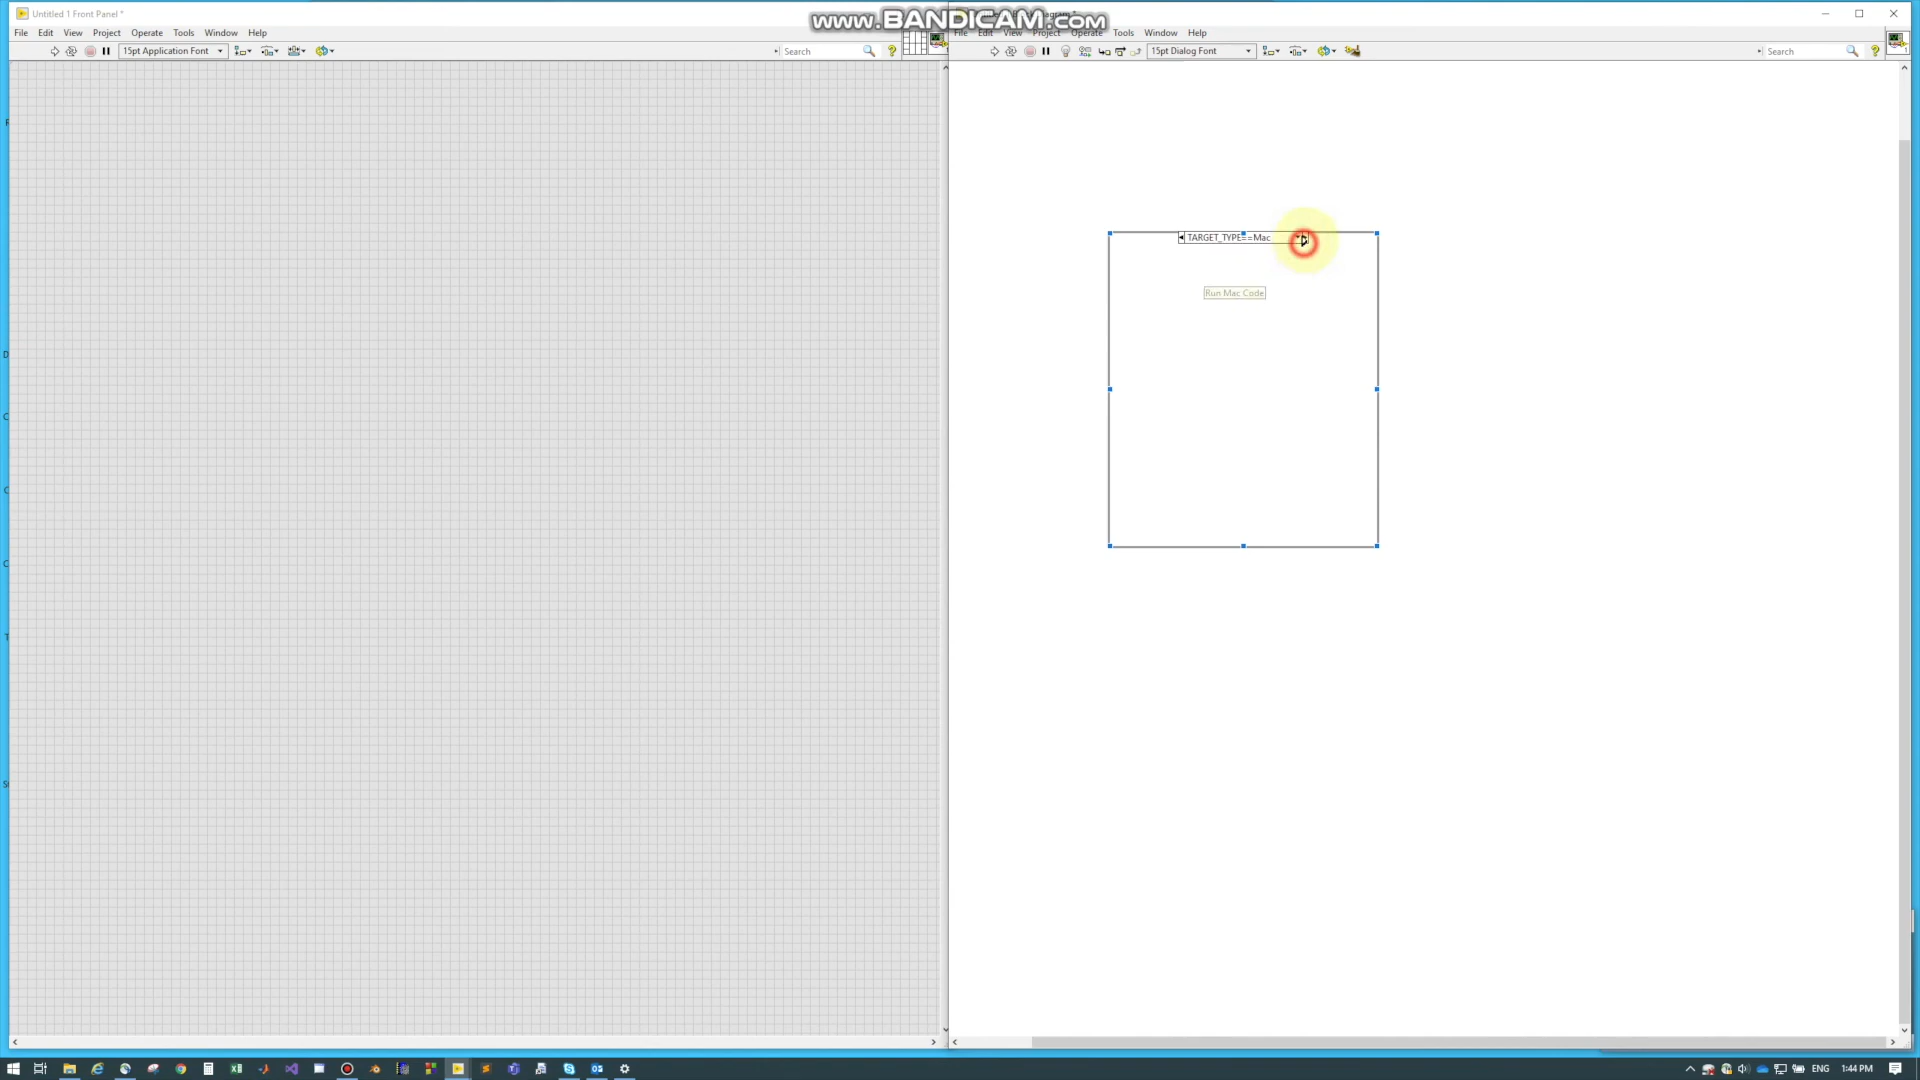 Untitled 1 Front Panel *
www.BANDICAM.com
File Edit View Project Operate Tools Window Help
File Edit View Project Operate Tools Window Help
15pt Application Font
Search
15pt Dialog Font
Search
TARGET_TYPE==Mac
Run Mac Code
ENG
1:44 PM